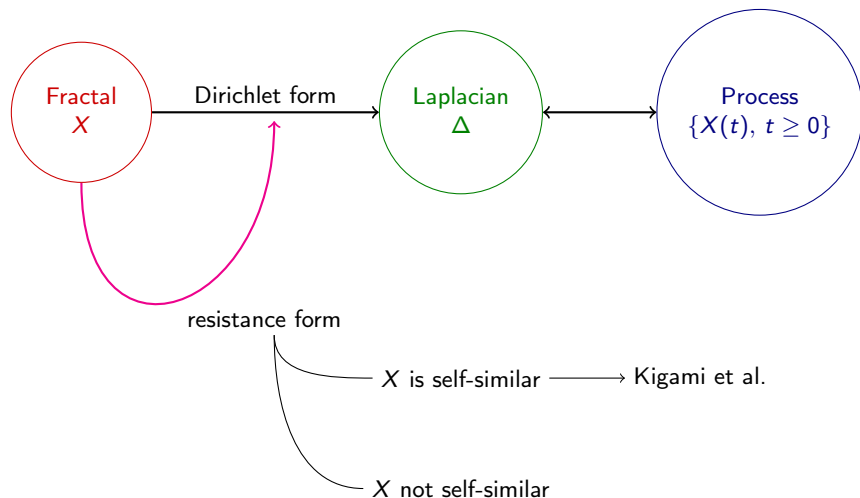 Fractal
X
Dirichlet form
Laplacian
Δ
Process
{X(t), t ≥ 0}
resistance form
X is self-similar
Kigami et al.
X not self-similar